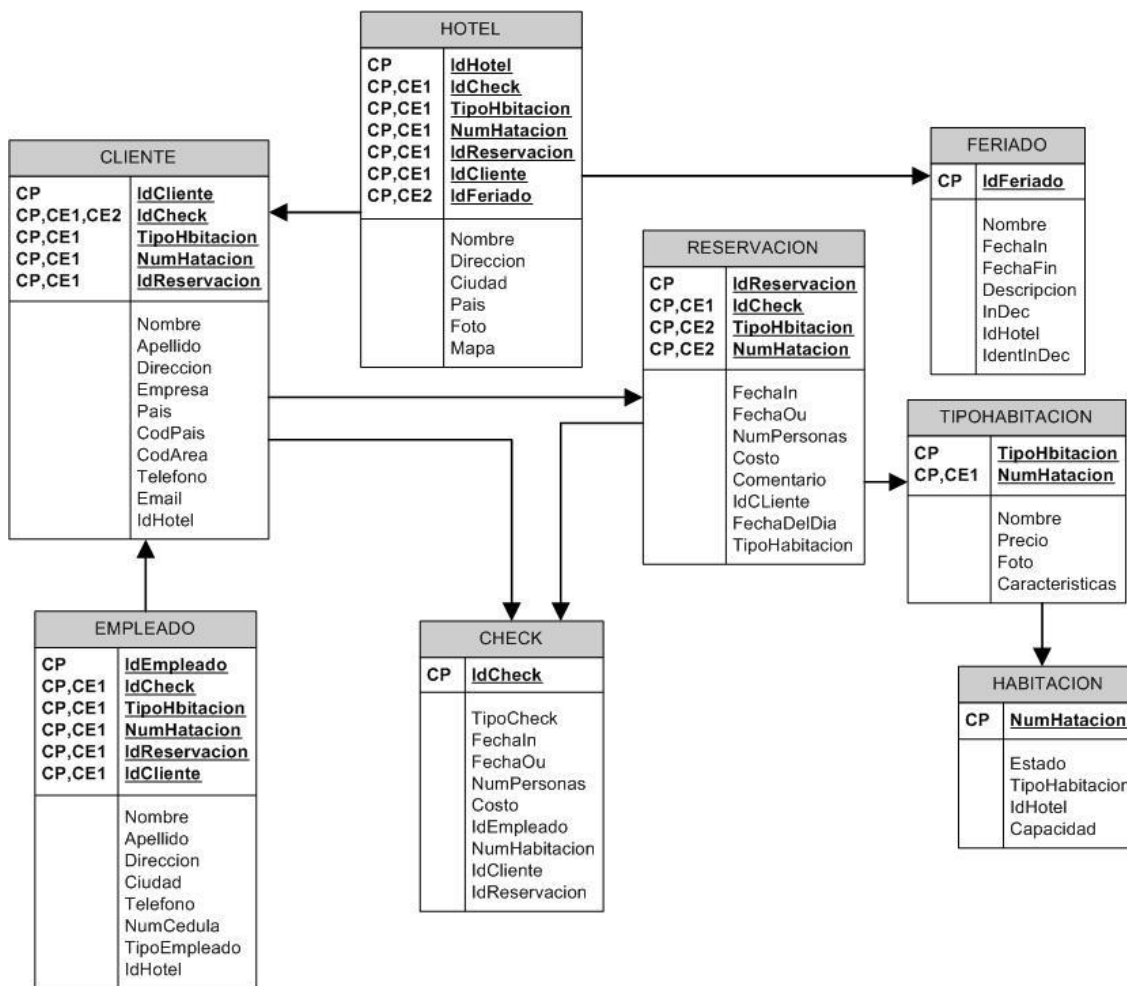 HOTEL
CP IdHotel
CP,CE1 IdCheck
CP,CE1 TipoHbitacion
CP,CE1 NumHatacion
CP,CE1 IdReservacion
CP,CE1 IdCliente
CP,CE2 IdFeriado
Nombre
Direccion
Ciudad
Pais
Foto
Mapa
CLIENTE
CP IdCliente
CP,CE1,CE2 IdCheck
CP,CE1 TipoHbitacion
CP,CE1 NumHatacion
CP,CE1 IdReservacion
Nombre
Apellido
Direccion
Empresa
Pais
CodPais
CodArea
Telefono
Email
IdHotel
FERIADO
CP IdFeriado
Nombre
FechaIn
FechaFin
Descripcion
InDec
IdHotel
IdentInDec
RESERVACION
CP IdReservacion
CP,CE1 IdCheck
CP,CE2 TipoHbitacion
CP,CE2 NumHatacion
FechaIn
FechaOu
NumPersonas
Costo
Comentario
IdCLiente
FechaDelDia
TipoHabitacion
TIPOHABITACION
CP TipoHbitacion
CP,CE1 NumHatacion
Nombre
Precio
Foto
Caracteristicas
EMPLEADO
CP IdEmpleado
CP,CE1 IdCheck
CP,CE1 TipoHbitacion
CP,CE1 NumHatacion
CP,CE1 IdReservacion
CP,CE1 IdCliente
Nombre
Apellido
Direccion
Ciudad
Telefono
NumCedula
TipoEmpleado
IdHotel
CHECK
CP IdCheck
TipoCheck
FechaIn
FechaOu
NumPersonas
Costo
IdEmpleado
NumHabitacion
IdCliente
IdReservacion
HABITACION
CP NumHatacion
Estado
TipoHabitacion
IdHotel
Capacidad